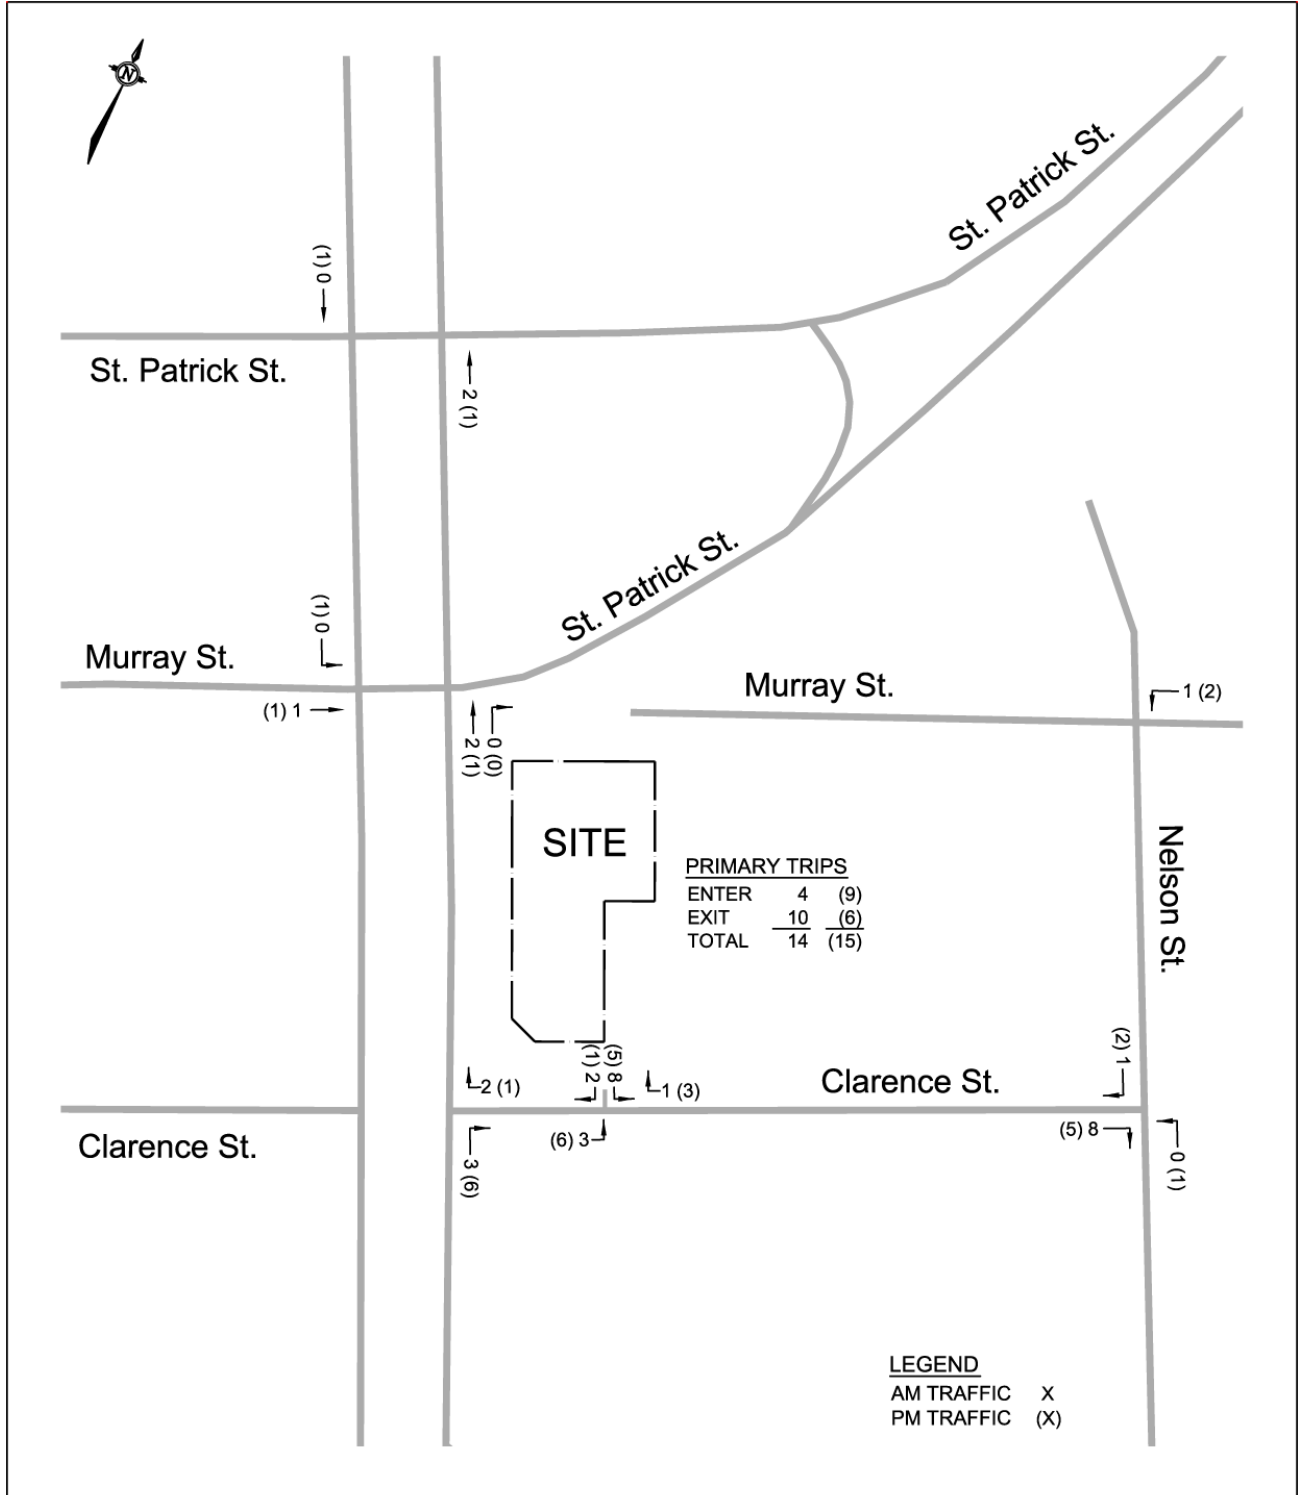 N
St. Patrick St.
(1) 0
St. Patrick St.
2 (1)
St. Patrick St.
(1) 0
Murray St.
(1) 1
2 (1)
0 (0)
Murray St.
1 (2)
SITE
PRIMARY TRIPS
ENTER 4 (9)
EXIT 10 (6)
TOTAL 14 (15)
Nelson St.
2 (1)
(1) 2
(5) 8
1 (3)
Clarence St.
(2) 1
Clarence St.
3 (6)
(6) 3
(5) 8
0 (1)
LEGEND
AM TRAFFIC X
PM TRAFFIC (X)